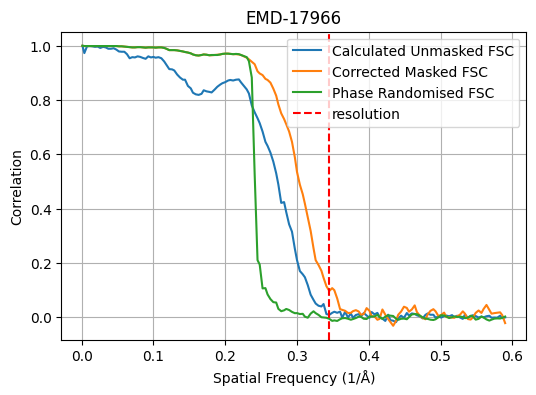 EMD-17966
1.0
0.8
0.6
0.4
0.2
0.0
Correlation
Calculated Unmasked FSC
Corrected Masked FSC
Phase Randomised FSC
resolution
0.0 0.1 0.2 0.3 0.4 0.5 0.6
Spatial Frequency (1/Å)